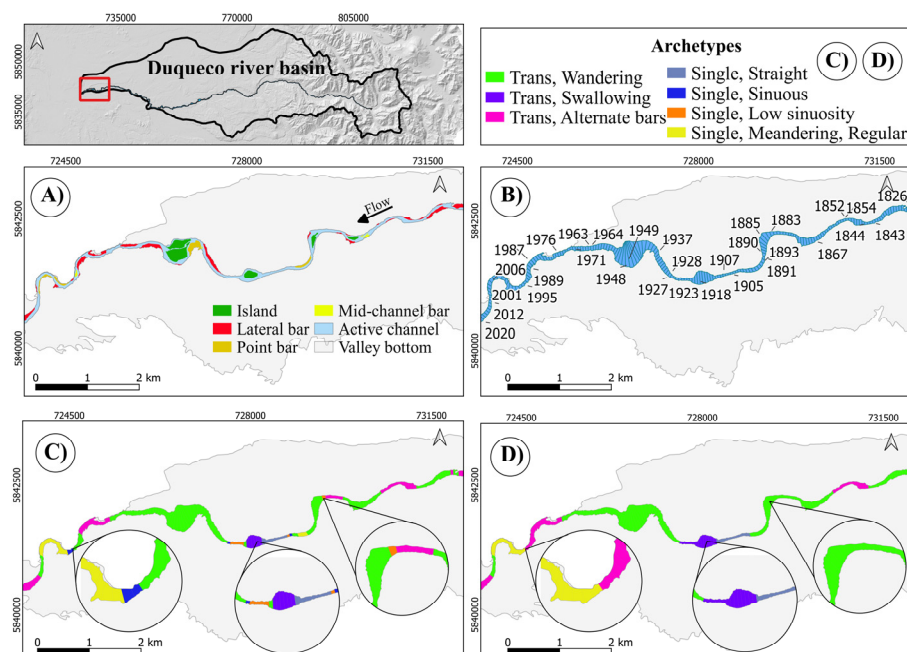 735000 770000 805000
5850000
5835000
Duqueco river basin
Archetypes
C) D)
Trans, Wandering
Trans, Swallowing
Trans, Alternate bars
Single, Straight
Single, Sinuous
Single, Low sinuosity
Single, Meandering, Regular
724500 728000 731500
A)
5842500
5840000
Flow
Island
Lateral bar
Point bar
Mid-channel bar
Active channel
Valley bottom
0 1 2 km
724500 728000 731500
B)
5842500
5840000
1826
1852 1854
1885 1883
1963 1964 1949
1976 1937
1987
1971
1890
1844 1843
2006
1928 1907
1893 1867
1948
1989
1891
2001 1995
1927 1923 1918 1905
2012
2020
0 1 2 km
724500 728000 731500
C)
5842500
5840000
0 1 2 km
724500 728000 731500
D)
5842500
5840000
0 1 2 km